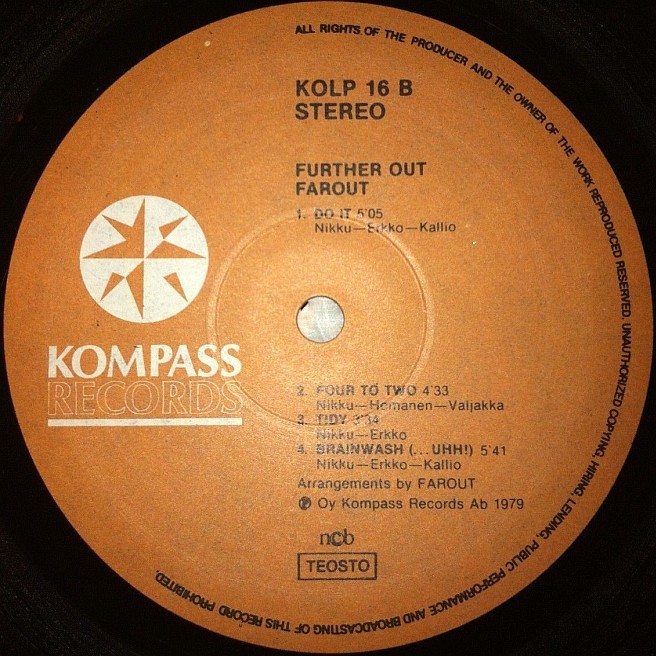 ALL RIGHTS OF THE PRODUCER AND THE OWNER OF THE WORK REPRODUCED RESERVED. UNAUTHORIZED COPYING, HIRING, LENDING, PUBLIC PERFORMANCE AND BROADCASTING OF THIS RECORD PROHIBITED.
KOLP 16 B
STEREO
FURTHER OUT
FAROUT
1. DO IT 5'05
Nikku—Erkko—Kallio
KOMPASS
RECORDS
2. FOUR TO TWO 4'33
Nikku—Homanen—Valjakka
3. TIDY 3'34
Nikku—Erkko
4. BRAINWASH (...UHH!) 5'41
Nikku—Erkko—Kallio
Arrangements by FAROUT
℗ Oy Kompass Records Ab 1979
ncb
TEOSTO